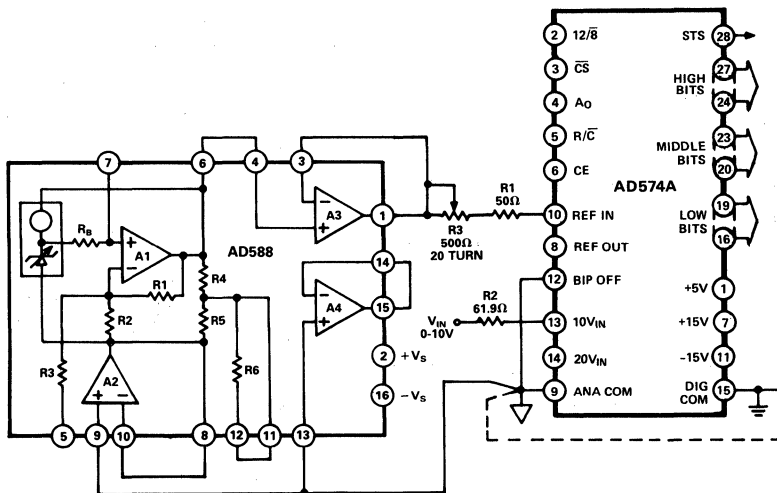 2 12/8̅ STS 28
3 C̅S̅ HIGH BITS 27 24
4 AO
5 R/C̅ MIDDLE BITS 23 20
6 CE AD574A
10 REF IN LOW BITS 19 16
8 REF OUT
12 BIP OFF +5V 1
13 10VIN +15V 7
14 20VIN -15V 11
9 ANA COM DIG COM 15
7 6 4 3
RB + A1 −
− A3 + 1
AD588
R1 R4
14
R2 R5 − A4 + 15
R3 R6
A2 + −
2 +VS
16 −VS
5 9 10 8 12 11 13
R3
500Ω
20 TURN
R1
50Ω
R2
61.9Ω
VIN
0-10V